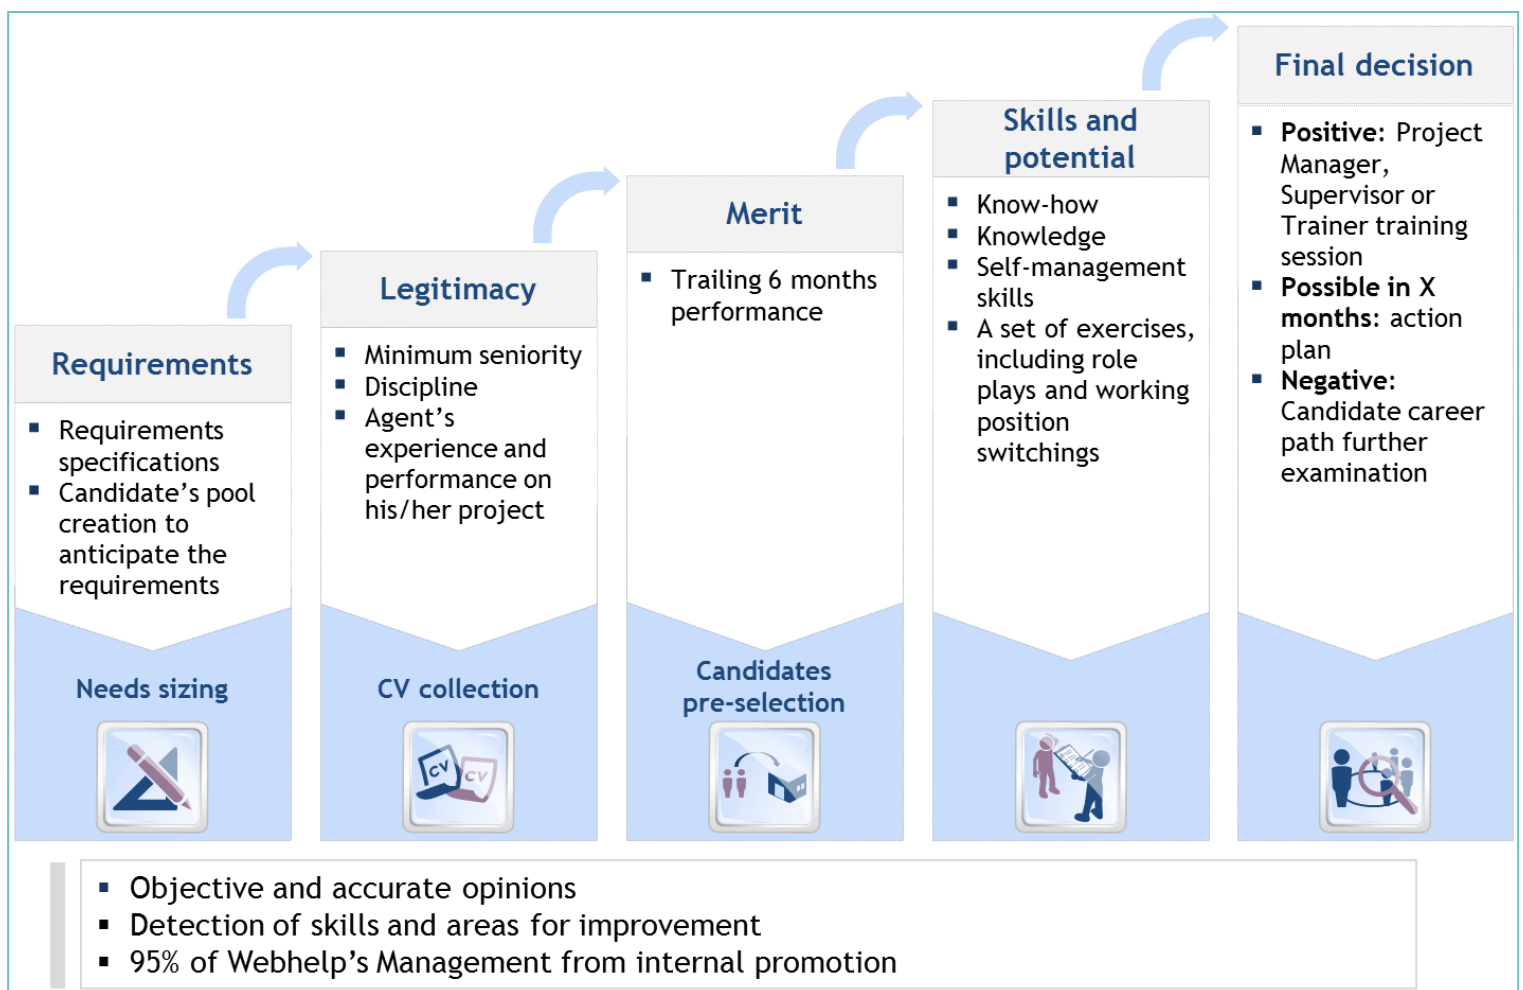 Requirements
▪ Requirements
specifications
▪ Candidate’s pool
creation to
anticipate the
requirements
Needs sizing
Legitimacy
▪ Minimum seniority
▪ Discipline
▪ Agent’s
experience and
performance on
his/her project
CV collection
CV
CV
Merit
▪ Trailing 6 months
performance
Candidates
pre-selection
Skills and
potential
▪ Know-how
▪ Knowledge
▪ Self-management
skills
▪ A set of exercises,
including role
plays and working
position
switchings
Final decision
▪ Positive: Project
Manager,
Supervisor or
Trainer training
session
▪ Possible in X
months: action
plan
▪ Negative:
Candidate career
path further
examination
▪ Objective and accurate opinions
▪ Detection of skills and areas for improvement
▪ 95% of Webhelp’s Management from internal promotion